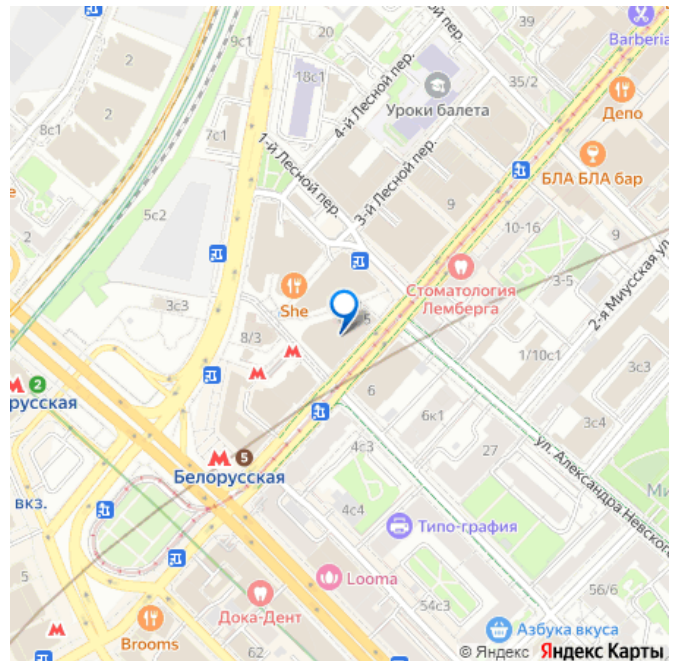 9с1
20
Barberia
2
18с1
35/2
4-й Лесной пер.
Уроки балета
Депо
8с1
7с1
1-й Лесной пер.
3-й Лесной пер.
БЛА БЛА бар
2
5с2
9
10-16
9
2
2-я Миусская ул.
3-5
Стоматология
Лемберга
She
3с3
5
8/3
1/10с1
3с3
2
русская
6
6к1
3с4
4с3
27
ул. Александра Невского
5
Белорусская
вкз.
4с4
Типо-графия
Looma
5
Дока-Дент
54с3
56/6
Brooms
62
Азбука вкуса
© Яндекс Яндекс Карты